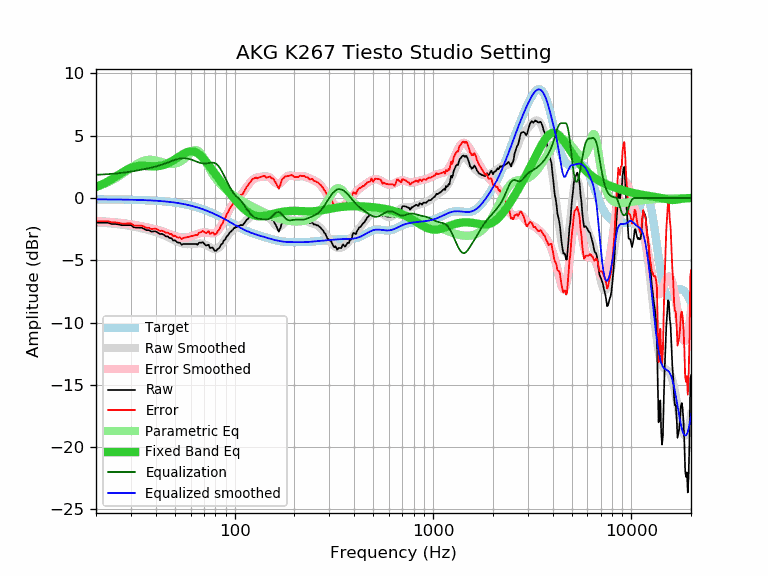 AKG K267 Tiesto Studio Setting
10
5
0
−5
−10
−15
−20
−25
Amplitude (dBr)
Target
Raw Smoothed
Error Smoothed
Raw
Error
Parametric Eq
Fixed Band Eq
Equalization
Equalized smoothed
100
1000
10000
Frequency (Hz)